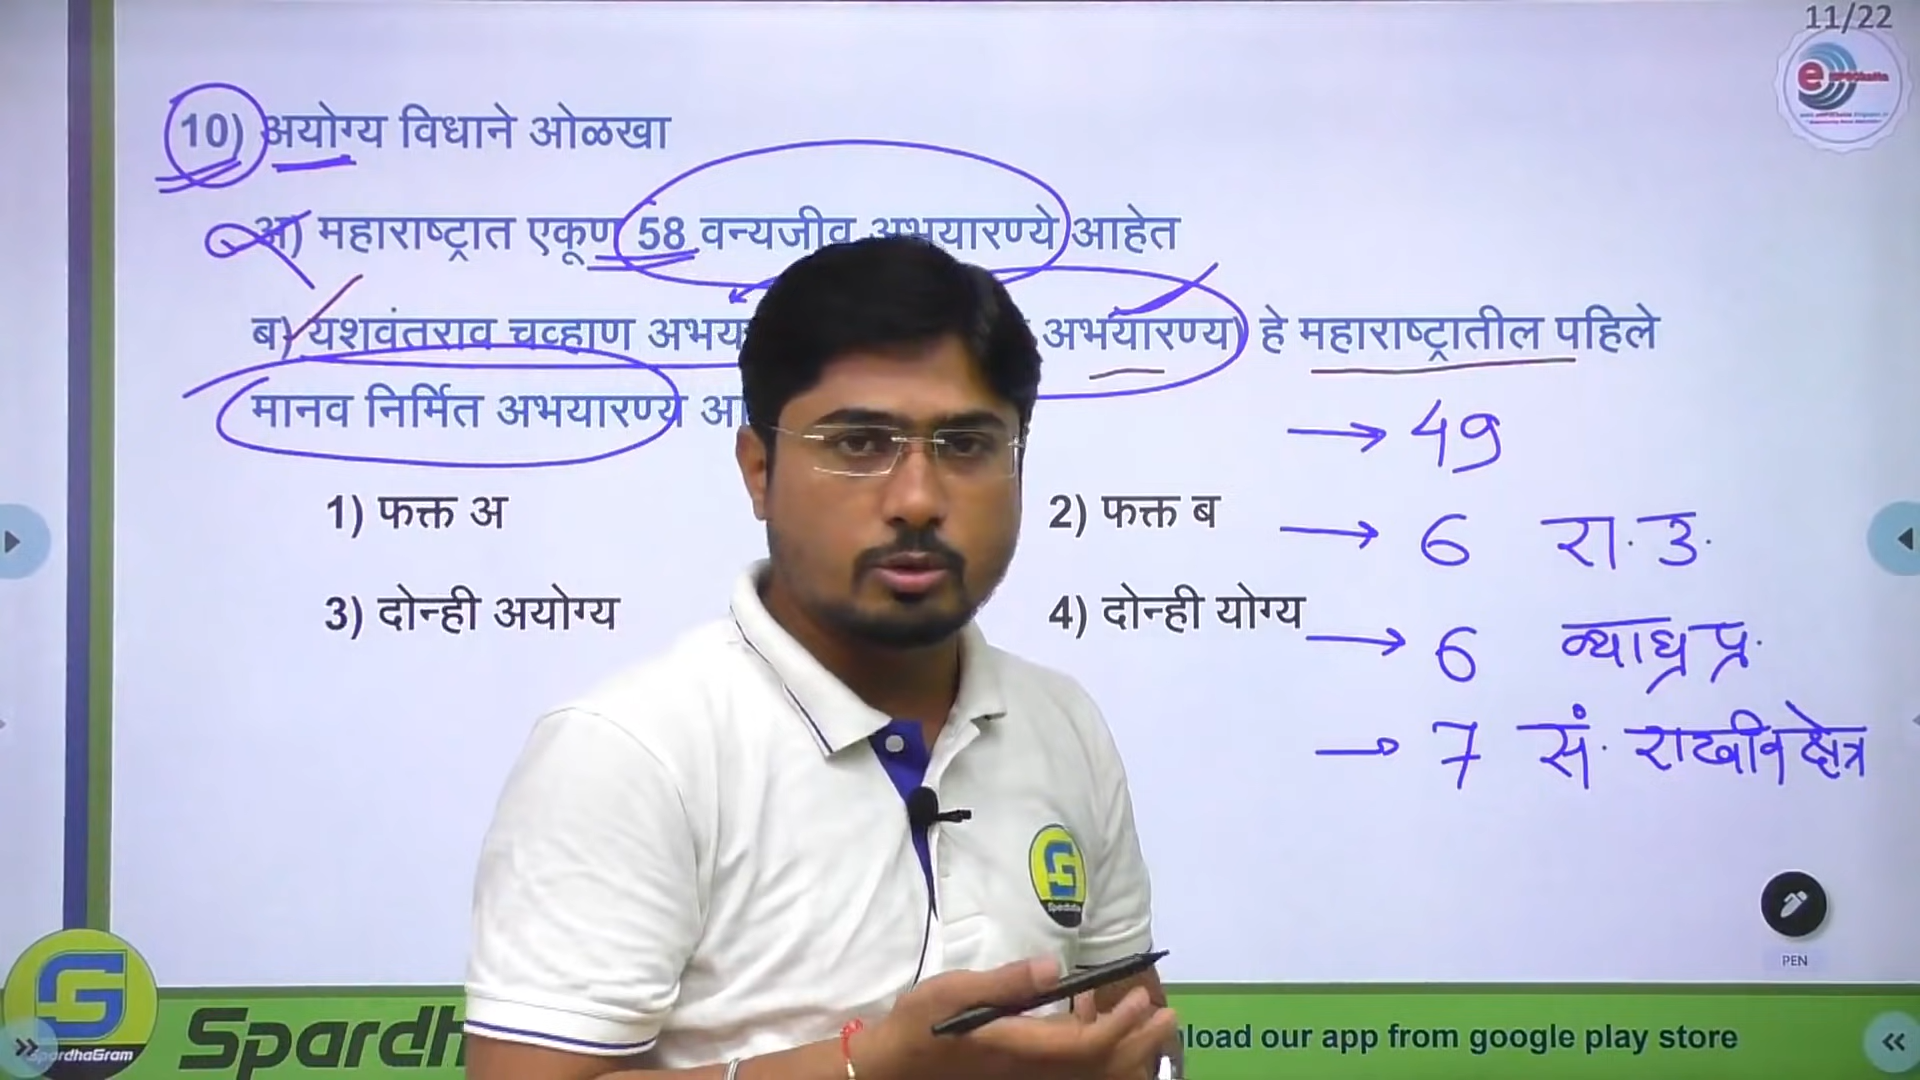 11/22
10) अयोग्य विधाने ओळखा
अ) महाराष्ट्रात एकूण 58 वन्यजीव अभयारण्ये आहेत
ब) यशवंतराव चव्हाण अभय अभयारण्य) हे महाराष्ट्रातील पहिले
मानव निर्मित अभयारण्य आ
→ 49
1) फक्त अ
2) फक्त ब
→ 6 रा. उ.
3) दोन्ही अयोग्य
4) दोन्ही योग्य
→ 6 व्याघ्र प्र.
→ 7 सं. राखीव क्षेत्र
PEN
SpardhaGram
Spardh
nload our app from google play store